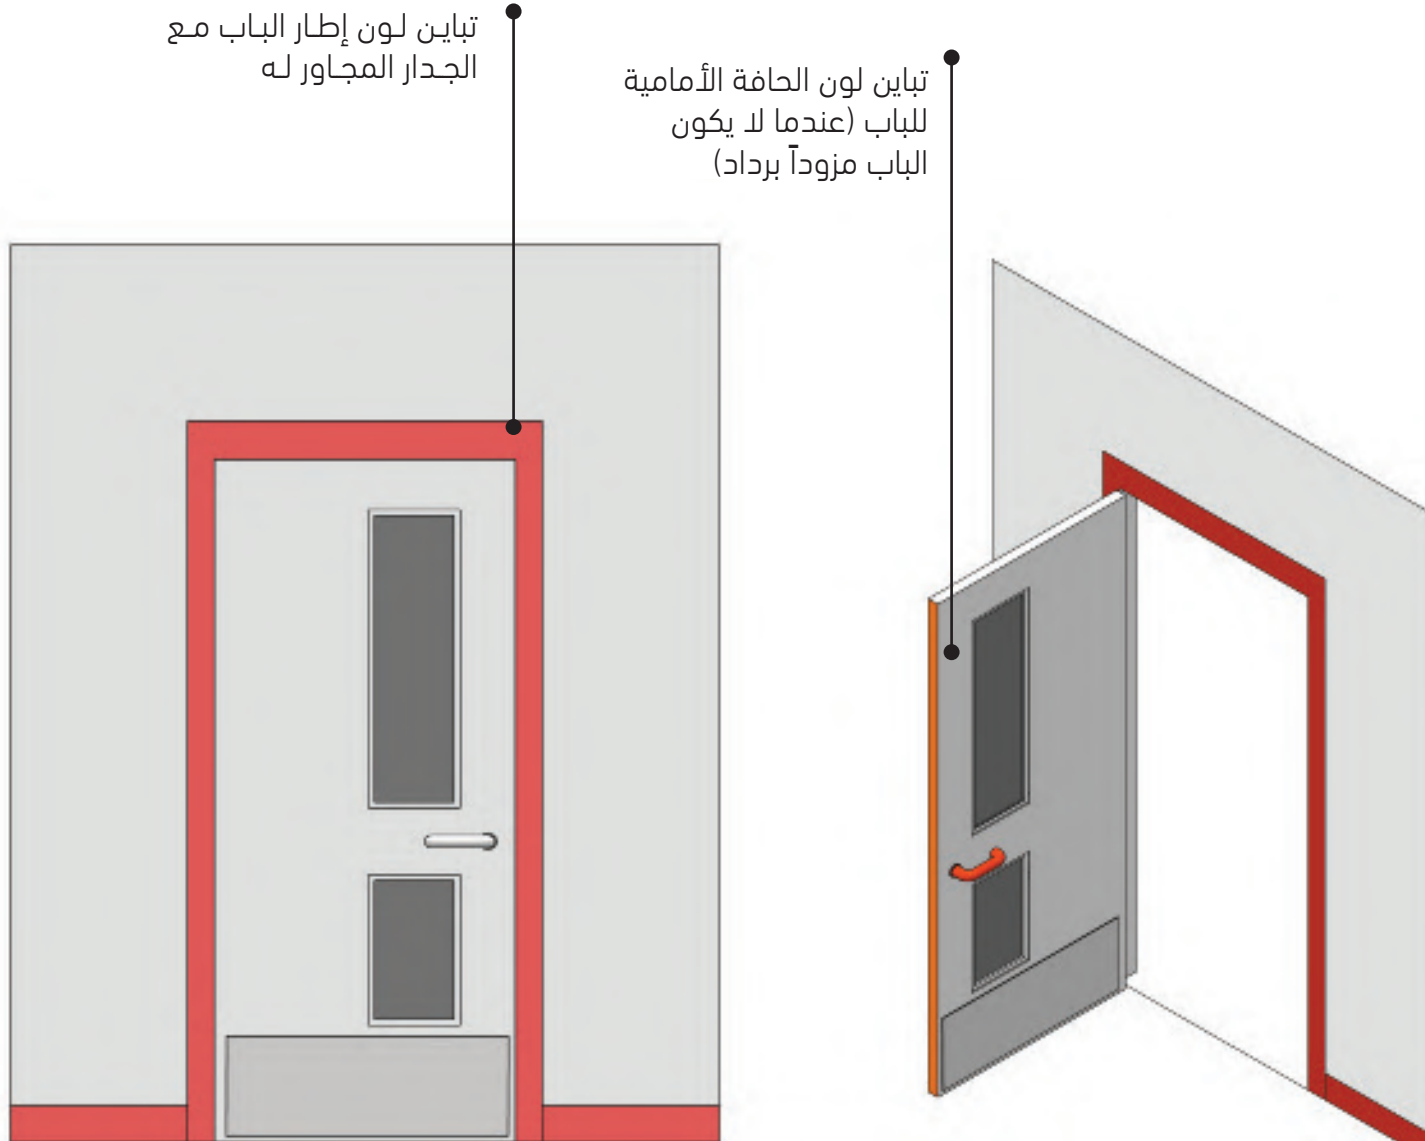 تباين لون إطار الباب مع
الجدار المجاور له
تباين لون الحافة الأمامية
للباب (عندما لا يكون
الباب مزوداً برداد)